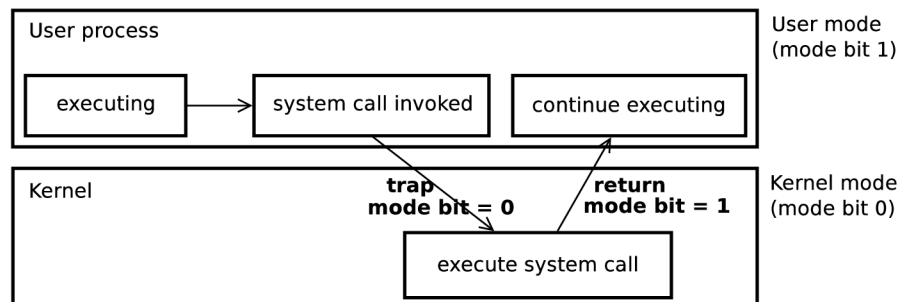 User process
User mode
(mode bit 1)
executing
system call invoked
continue executing
Kernel
Kernel mode
(mode bit 0)
trap
mode bit = 0
return
mode bit = 1
execute system call